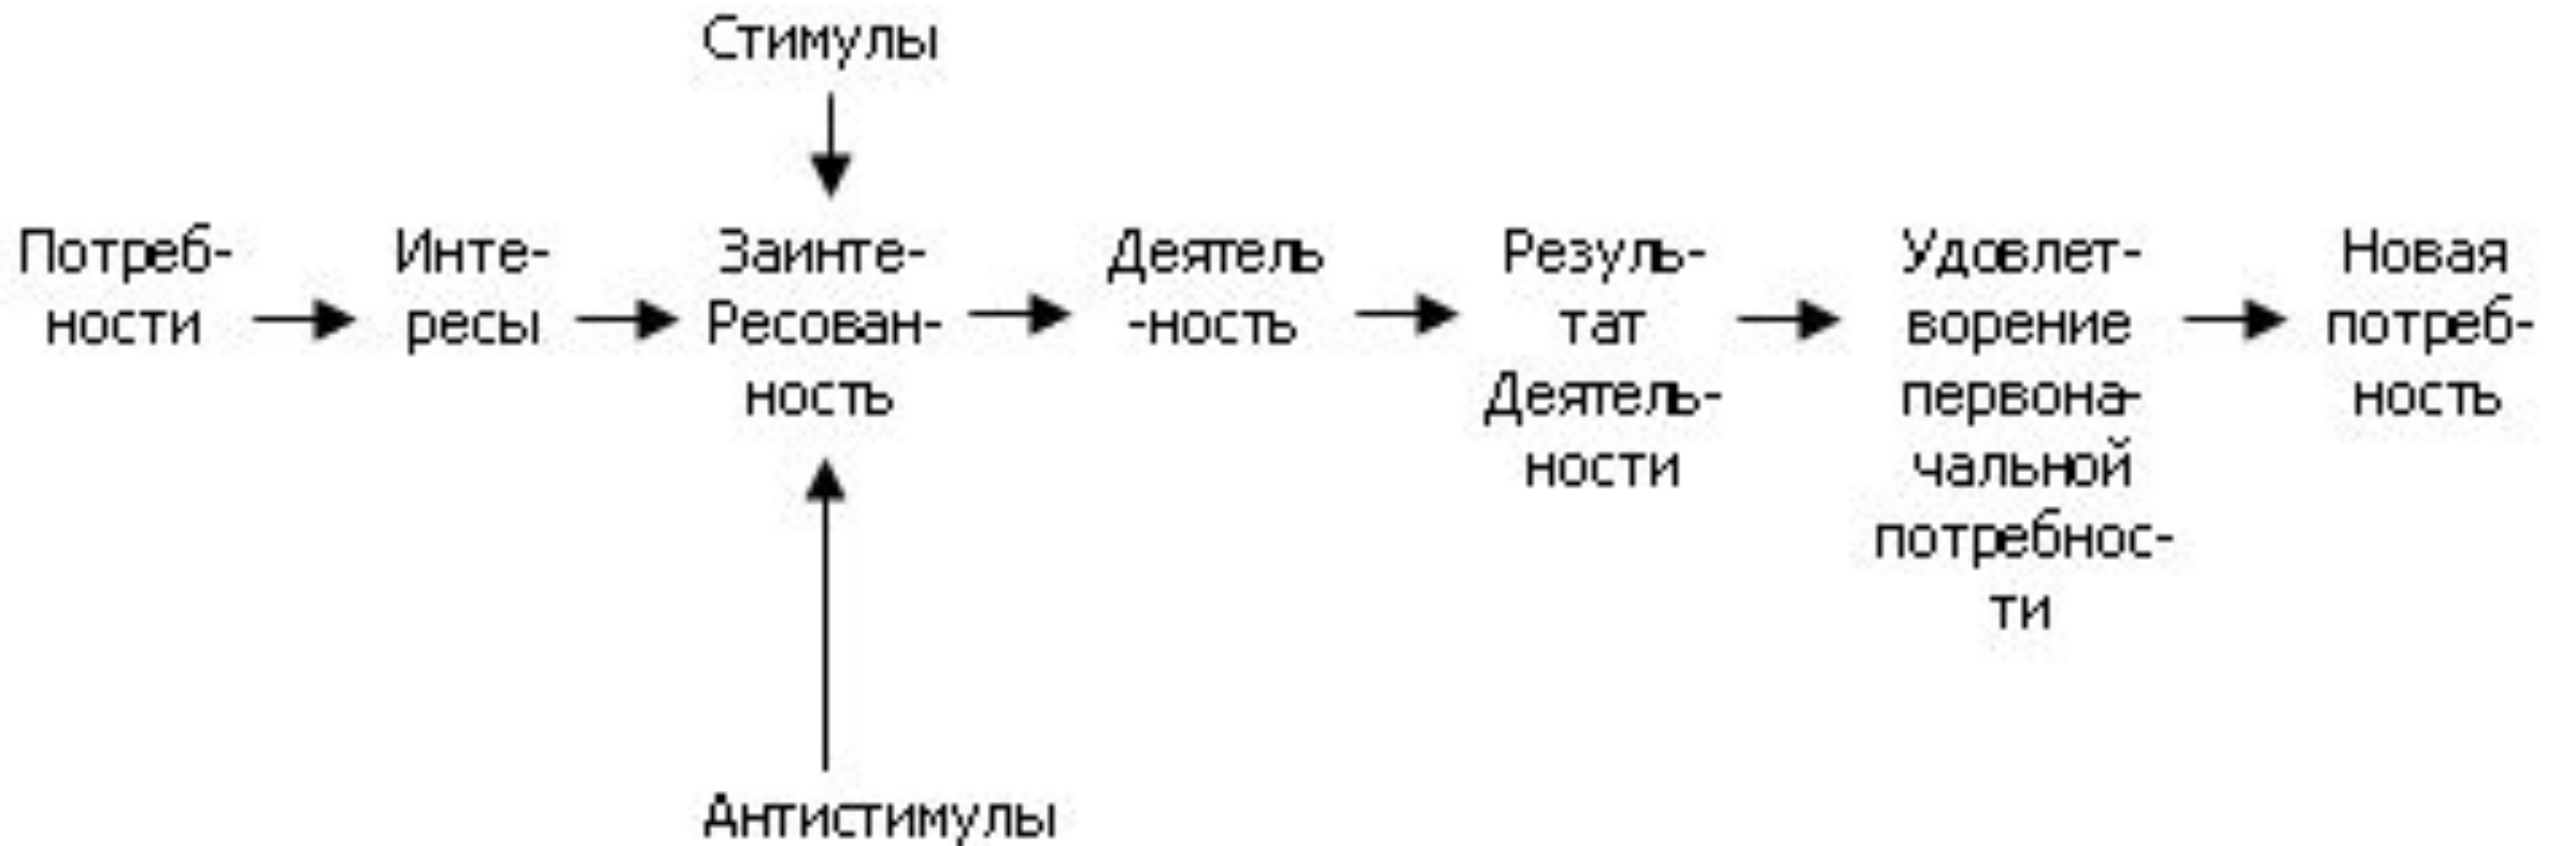 Стимулы
Потреб-
ности
Инте-
ресы
Заинте-
Ресован-
ность
Деятель
-ность
Резуль-
тат
Деятель-
ности
Удовлет-
ворение
первона-
чальной
потребнос-
ти
Новая
потреб-
ность
Антистимулы